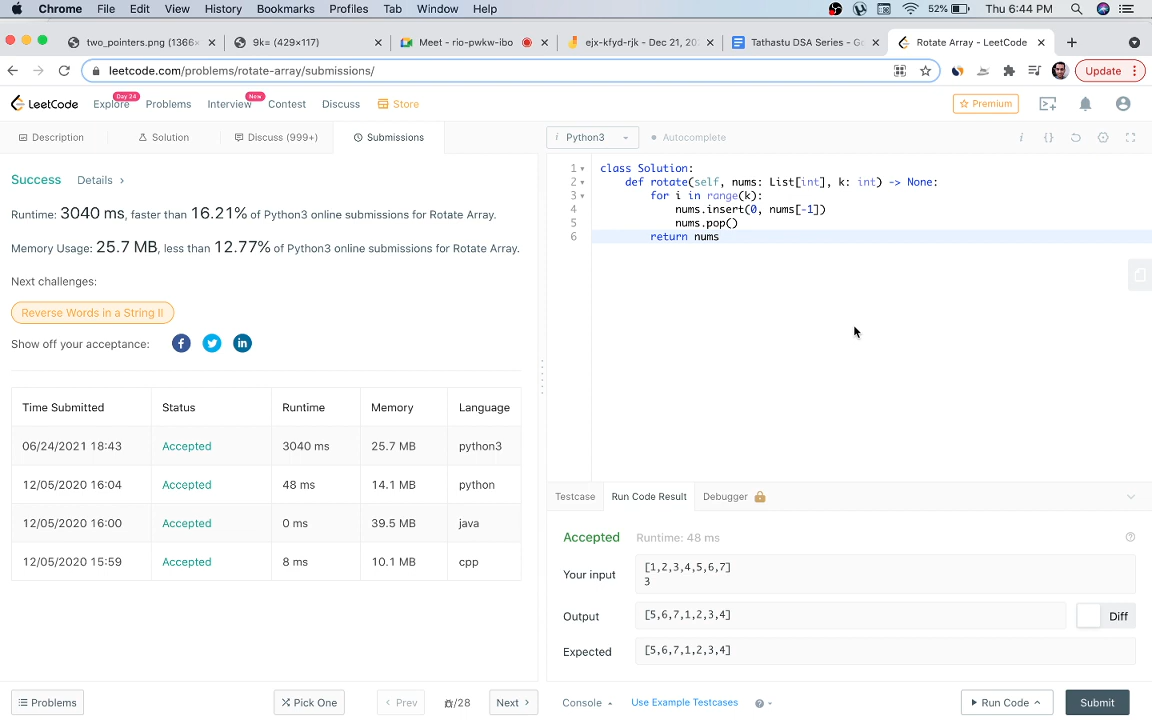 Chrome File Edit View History Bookmarks Profiles Tab Window Help 52% Thu 6:44 PM
two_pointers.png (1366× 9k= (429×117) Meet - rio-pwkw-ibo ejx-kfyd-rjk - Dec 21, 20 Tathastu DSA Series - Go Rotate Array - LeetCode
leetcode.com/problems/rotate-array/submissions/ Update
LeetCode Explore Day 24 Problems Interview New Contest Discuss Store Premium
Description Solution Discuss (999+) Submissions
Success Details ›
Runtime: 3040 ms, faster than 16.21% of Python3 online submissions for Rotate Array.
Memory Usage: 25.7 MB, less than 12.77% of Python3 online submissions for Rotate Array.
Next challenges:
Reverse Words in a String II
Show off your acceptance:
Time Submitted Status Runtime Memory Language
06/24/2021 18:43 Accepted 3040 ms 25.7 MB python3
12/05/2020 16:04 Accepted 48 ms 14.1 MB python
12/05/2020 16:00 Accepted 0 ms 39.5 MB java
12/05/2020 15:59 Accepted 8 ms 10.1 MB cpp
Problems Pick One ‹ Prev /28 Next ›
i Python3 Autocomplete
1 class Solution:
2 def rotate(self, nums: List[int], k: int) -> None:
3 for i in range(k):
4 nums.insert(0, nums[-1])
5 nums.pop()
6 return nums
Testcase Run Code Result Debugger
Accepted Runtime: 48 ms
Your input [1,2,3,4,5,6,7]
3
Output [5,6,7,1,2,3,4] Diff
Expected [5,6,7,1,2,3,4]
Console Use Example Testcases Run Code Submit